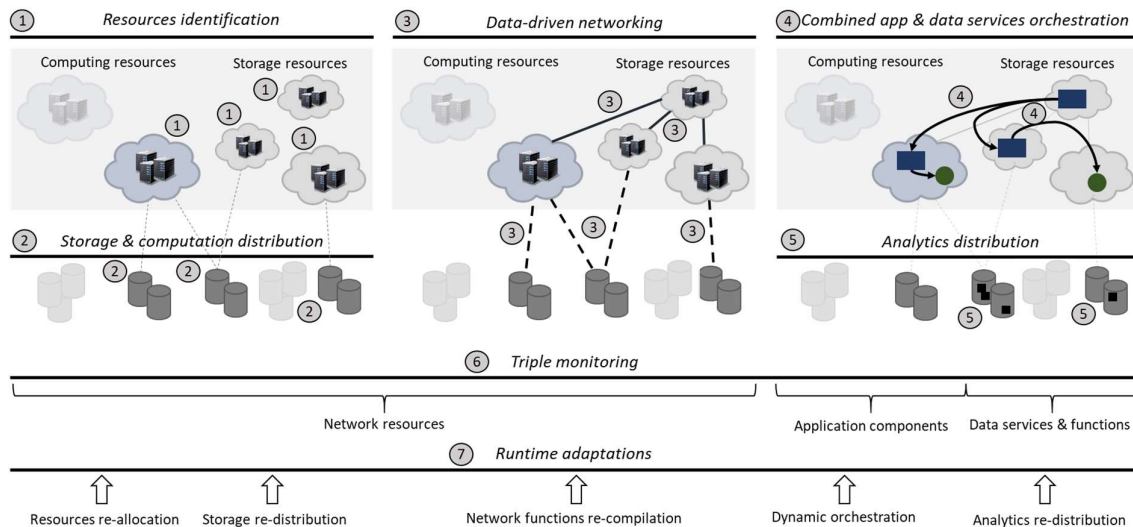 1 Resources identification
3 Data-driven networking
4 Combined app & data services orchestration
Computing resources
Storage resources
1
1
1
1
Computing resources
Storage resources
3
3
3
3
3
Computing resources
Storage resources
4
4
2 Storage & computation distribution
2
2
2
5 Analytics distribution
5
5
6 Triple monitoring
Network resources
Application components
Data services & functions
7 Runtime adaptations
Resources re-allocation
Storage re-distribution
Network functions re-compilation
Dynamic orchestration
Analytics re-distribution